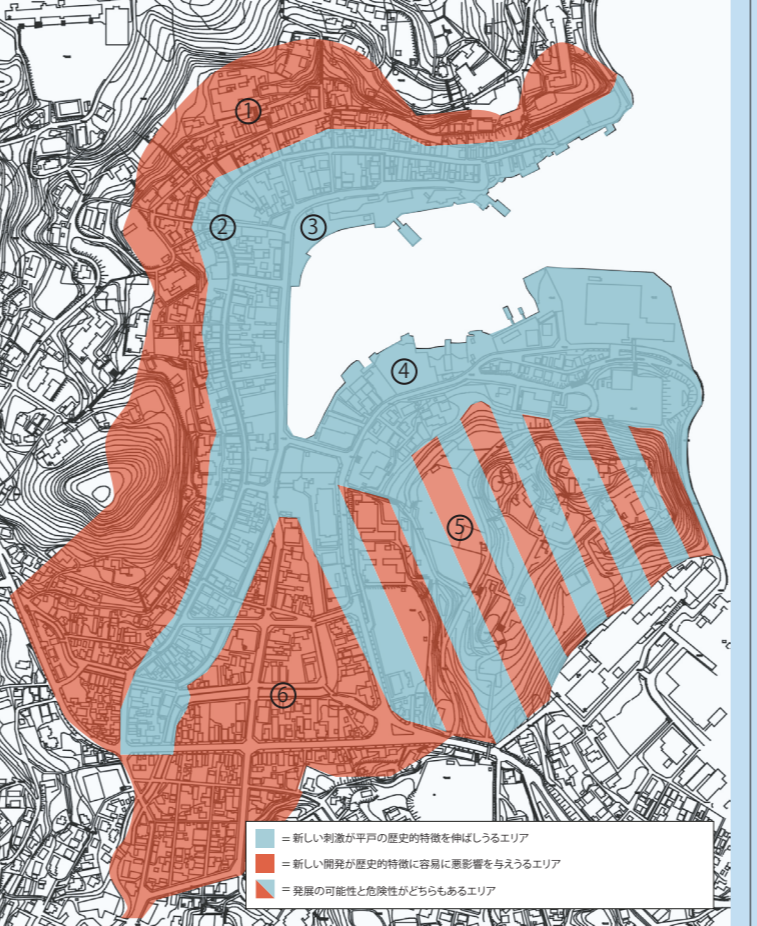 ①
②
③
④
⑤
⑥
= 新しい刺激が平戸の歴史的特徴を伸ばしうるエリア
= 新しい開発が歴史的特徴に容易に悪影響を与えうるエリア
= 発展の可能性と危険性がどちらもあるエリア